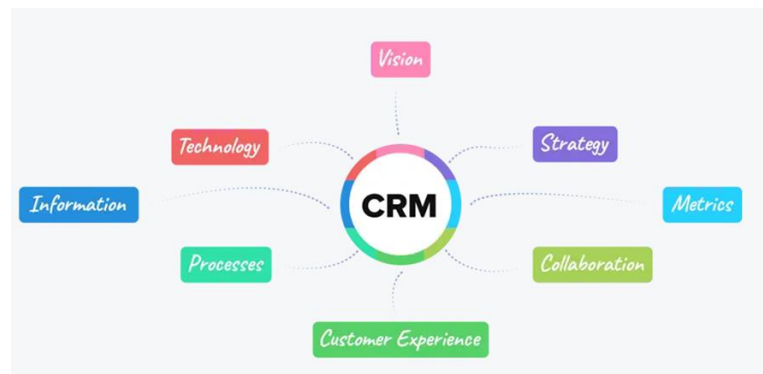 Vision
Technology
Strategy
Information
CRM
Metrics
Processes
Collaboration
Customer Experience